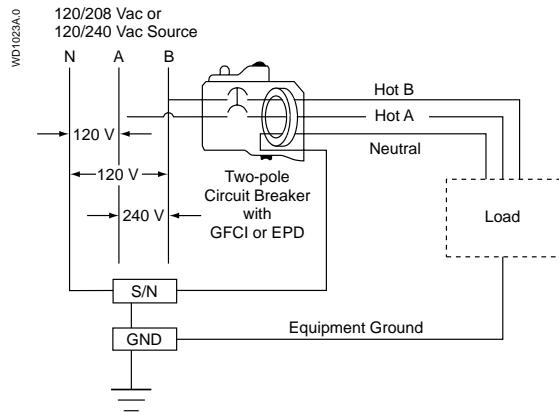 WD1023A.0
120/208 Vac or
120/240 Vac Source
N A B
Hot B
Hot A
Neutral
120 V
120 V
240 V
Two-pole
Circuit Breaker
with
GFCI or EPD
Load
S/N
Equipment Ground
GND